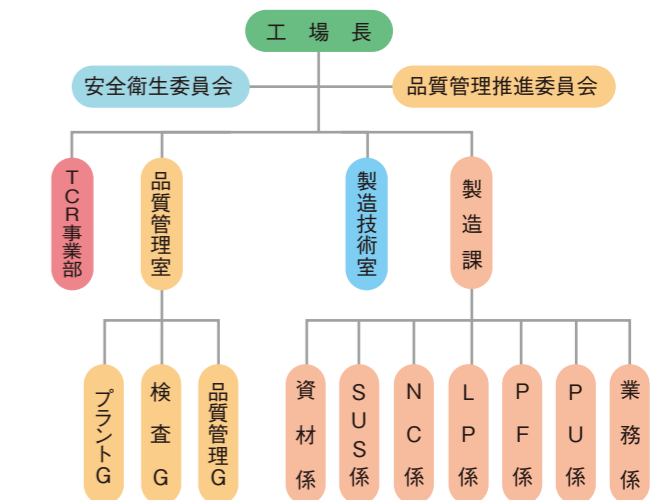 工場長
安全衛生委員会
品質管理推進委員会
TCR事業部
品質管理室
製造技術室
製造課
プラントG
検査G
品質管理G
資材係
SUS係
NC係
LP係
PF係
PU係
業務係